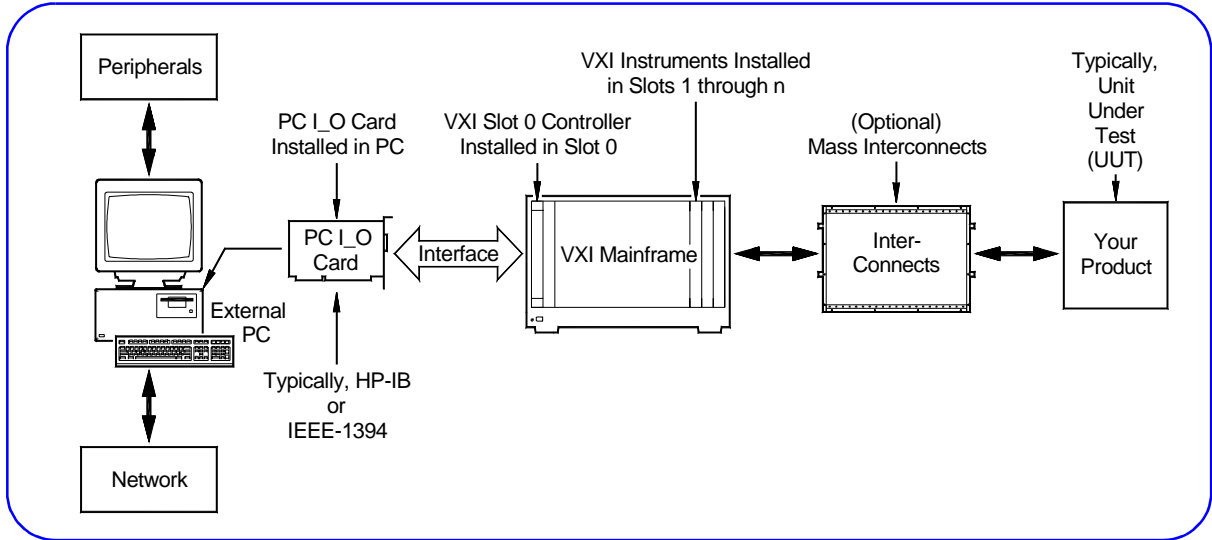 Peripherals
VXI Instruments Installed
in Slots 1 through n
Typically,
Unit
Under
Test
(UUT)
PC I_O Card
Installed in PC
VXI Slot 0 Controller
Installed in Slot 0
(Optional)
Mass Interconnects
PC I_O
Card
Interface
VXI Mainframe
Inter-
Connects
Your
Product
External
PC
Typically, HP-IB
or
IEEE-1394
Network